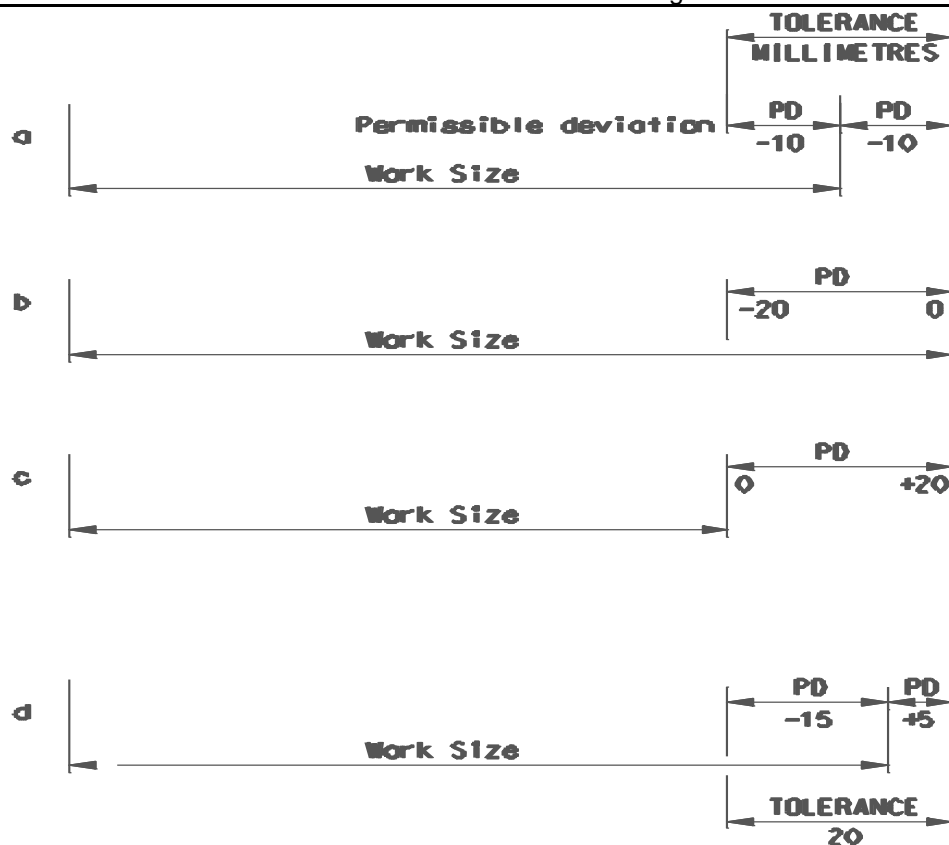 TOLERANCE
MILLIMETRES
a
Permissible deviation
PD
PD
-10
-10
Work Size
b
PD
-20
0
Work Size
c
PD
0
+20
Work Size
d
PD
PD
-15
+5
Work Size
TOLERANCE
20